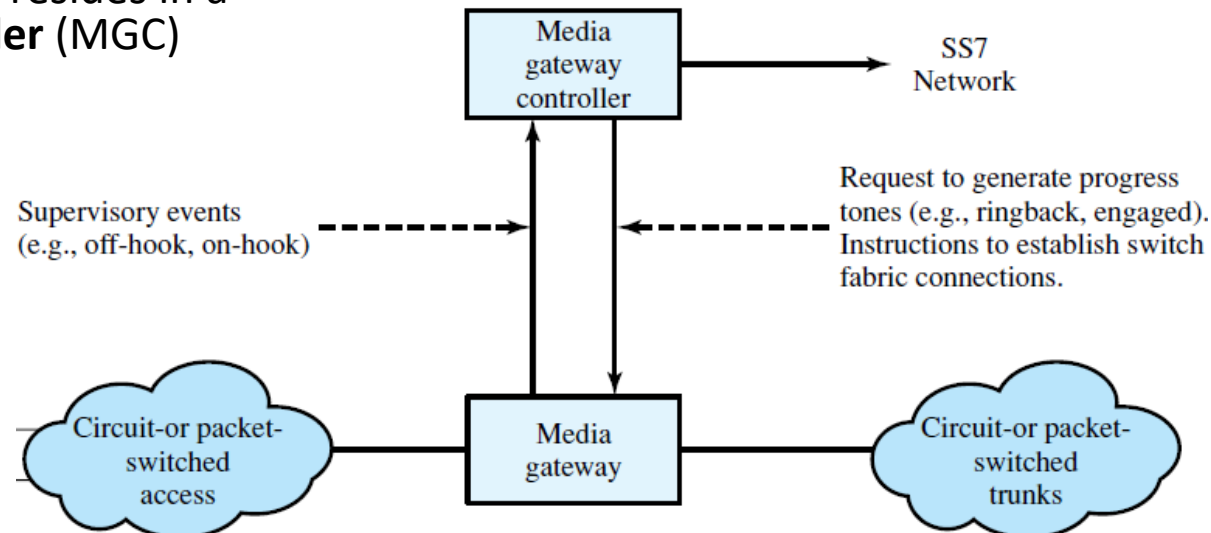 resides in a
ler (MGC)
Media
gateway
controller
SS7
Network
Supervisory events
(e.g., off-hook, on-hook)
Request to generate progress
tones (e.g., ringback, engaged).
Instructions to establish switch
fabric connections.
Circuit-or packet-
switched
access
Media
gateway
Circuit-or packet-
switched
trunks